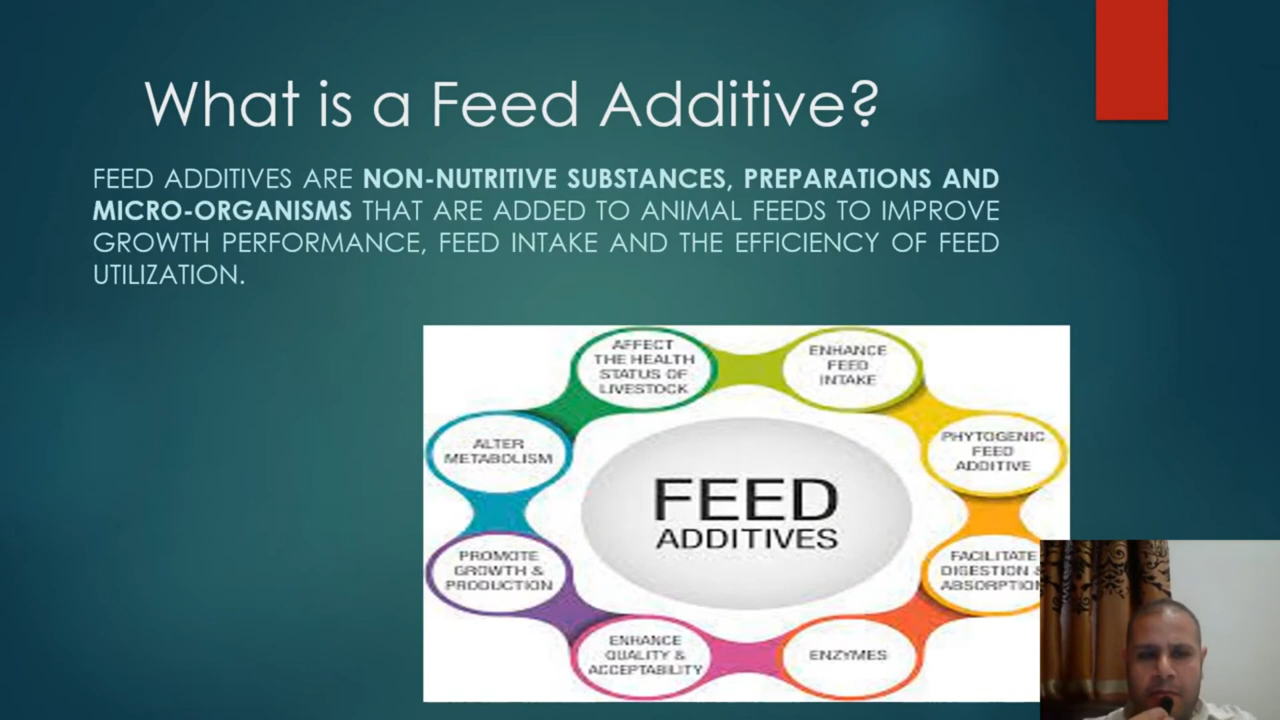 What is a Feed Additive?
FEED ADDITIVES ARE NON-NUTRITIVE SUBSTANCES, PREPARATIONS AND
MICRO-ORGANISMS THAT ARE ADDED TO ANIMAL FEEDS TO IMPROVE
GROWTH PERFORMANCE, FEED INTAKE AND THE EFFICIENCY OF FEED
UTILIZATION.
AFFECT
THE HEALTH
STATUS OF
LIVESTOCK
ENHANCE
FEED
INTAKE
PHYTOGENIC
FEED
ADDITIVE
FACILITATE
DIGESTION &
ABSORPTION
ENZYMES
ENHANCE
QUALITY &
ACCEPTABILITY
PROMOTE
GROWTH &
PRODUCTION
ALTER
METABOLISM
FEED
ADDITIVES